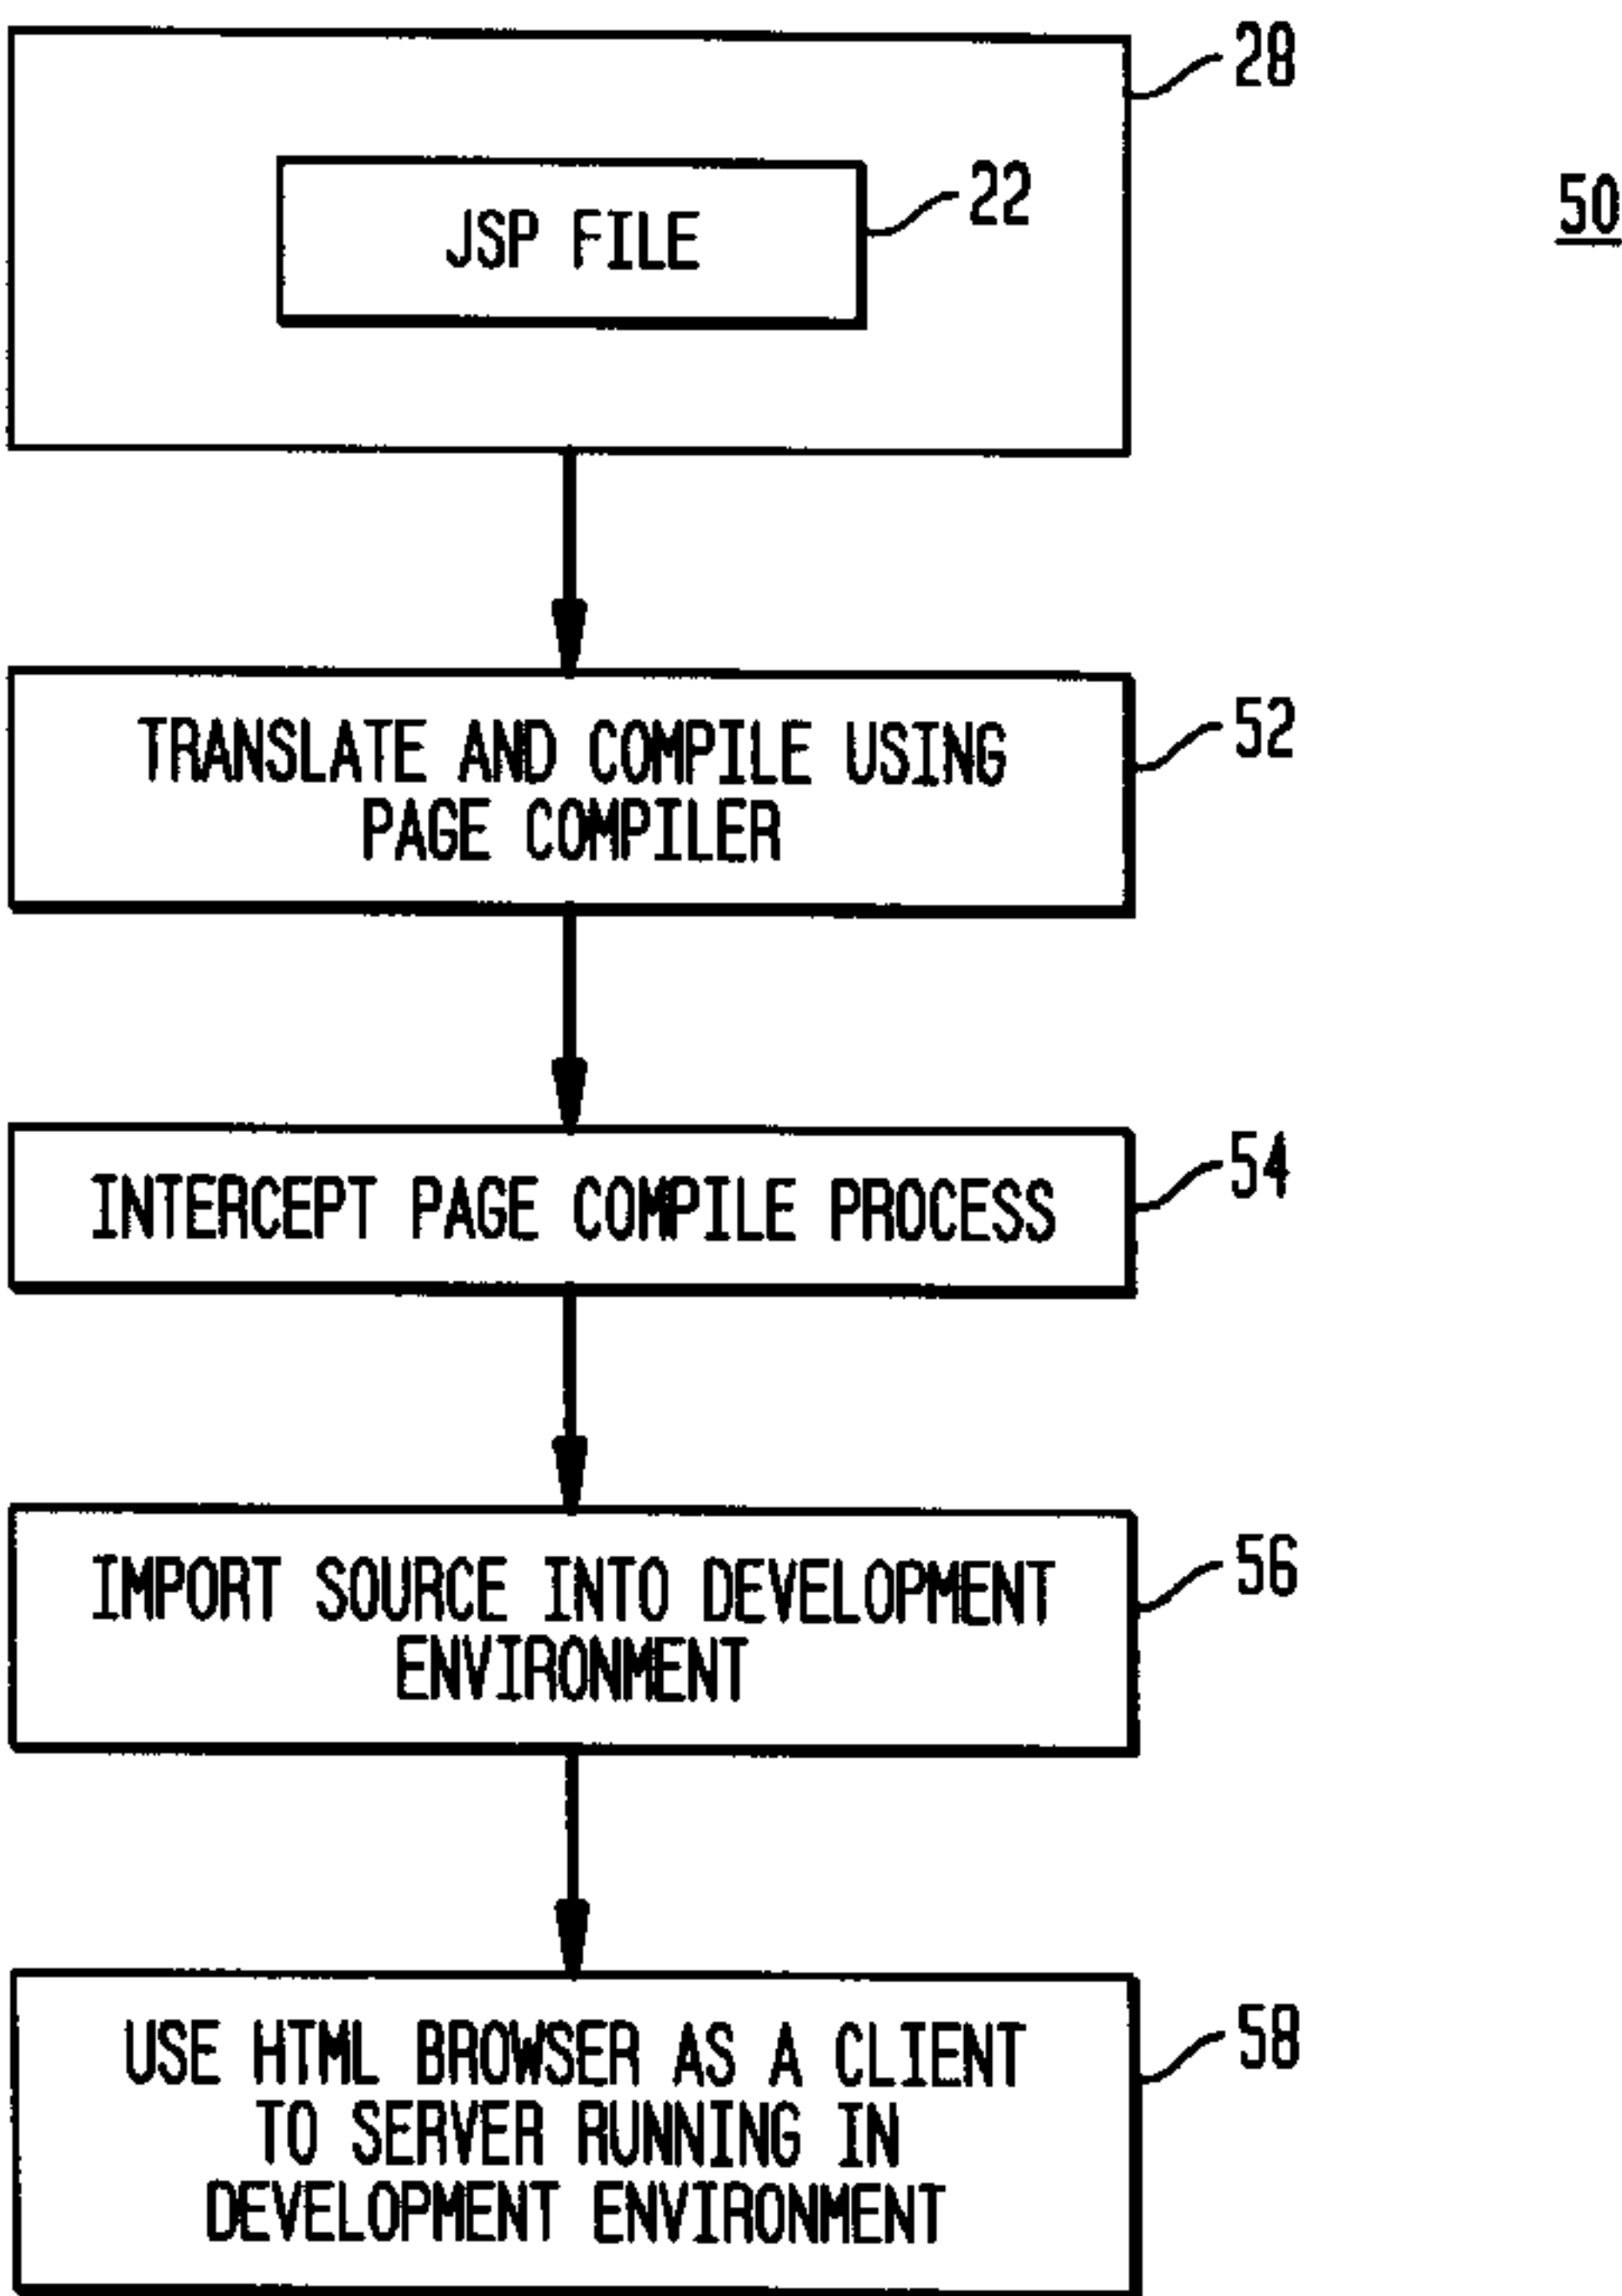 28
22
JSP FILE
50
TRANSLATE AND COMPILE USING
PAGE COMPILER
52
INTERCEPT PAGE COMPILE PROCESS
54
IMPORT SOURCE INTO DEVELOPMENT
ENVIRONMENT
56
USE HTML BROWSER AS A CLIENT
TO SERVER RUNNING IN
DEVELOPMENT ENVIRONMENT
58